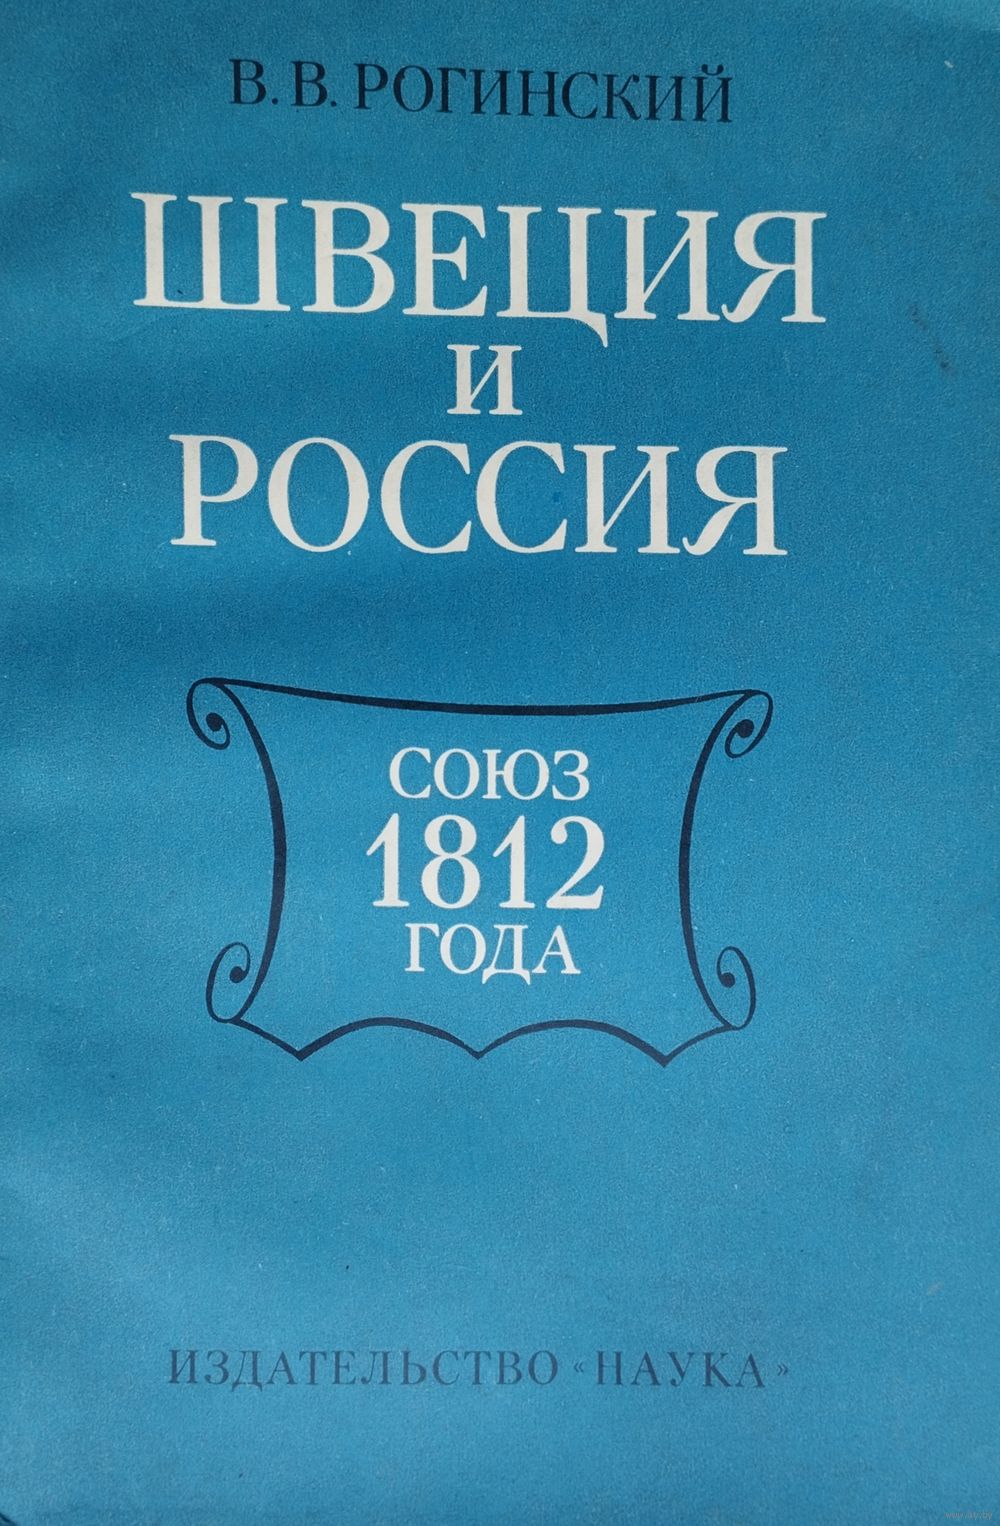 В. В. РОГИНСКИЙ
ШВЕЦИЯ
И
РОССИЯ
СОЮЗ
1812
ГОДА
ИЗДАТЕЛЬСТВО «НАУКА»